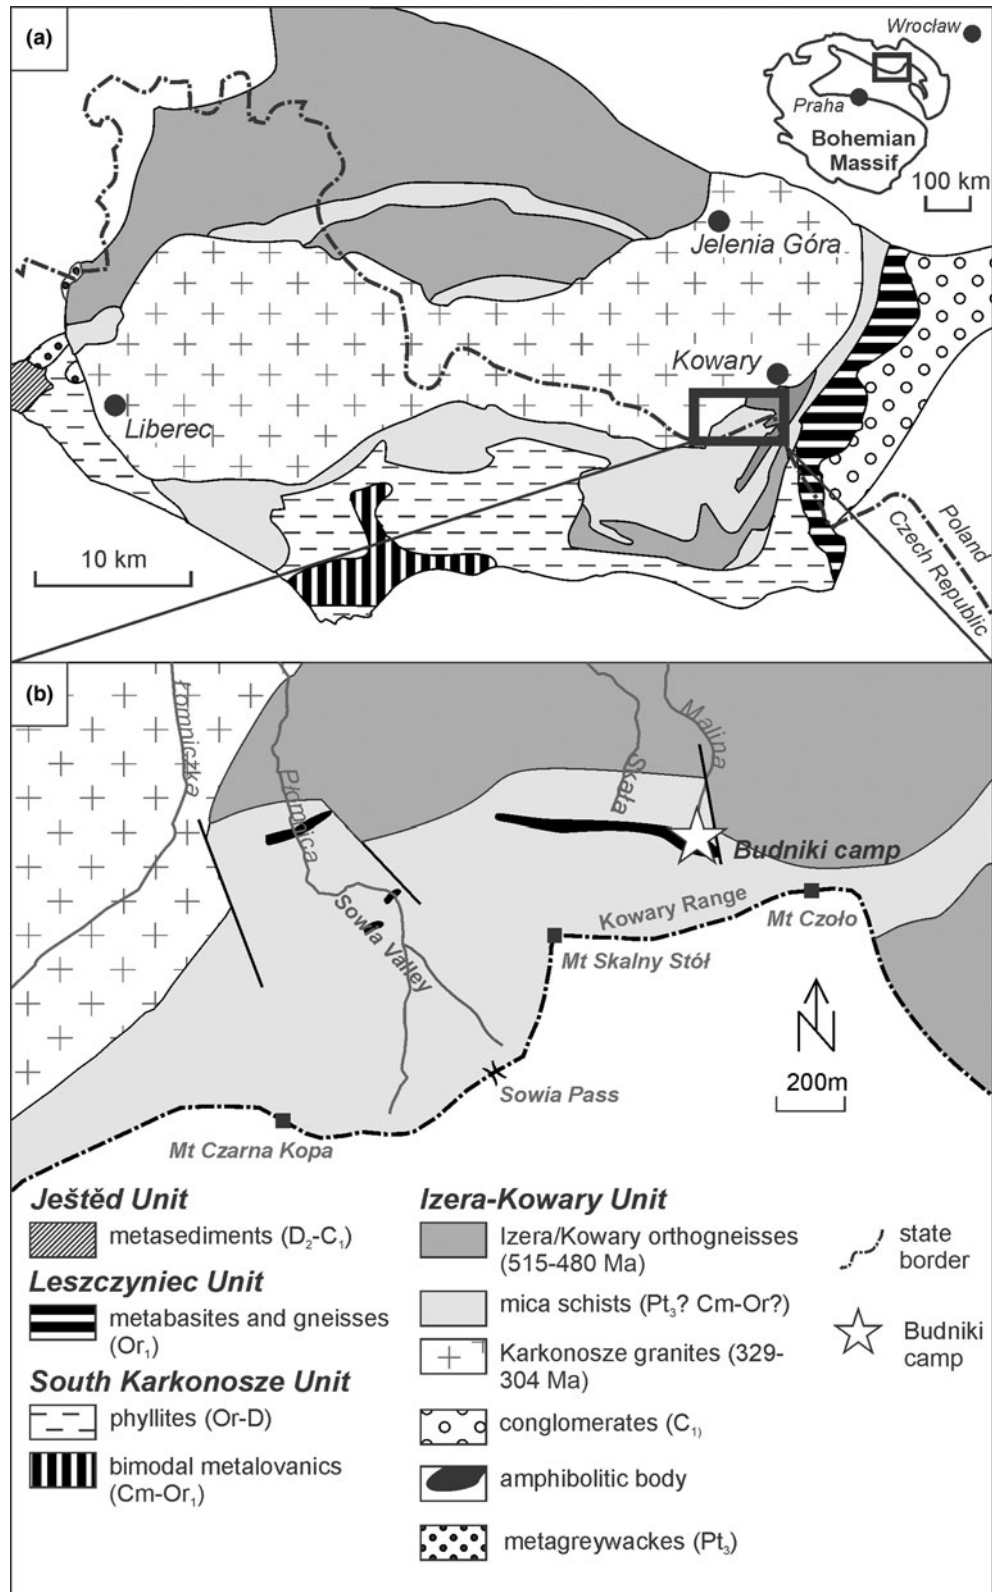 (a)
Wrocław
Praha
Bohemian
Massif
100 km
Jelenia Góra
Kowary
Liberec
10 km
Poland
Czech Republic
(b)
Łomniczka
Płomnica
Skała
Malina
Budniki camp
Sowia Valley
Kowary Range
Mt Czoło
Mt Skalny Stół
N
200m
Sowia Pass
Mt Czarna Kopa
Ještěd Unit
metasediments (D₂-C₁)
Leszczyniec Unit
metabasites and gneisses
(Or₁)
South Karkonosze Unit
phyllites (Or-D)
bimodal metalovanics
(Cm-Or₁)
Izera-Kowary Unit
Izera/Kowary orthogneisses
(515-480 Ma)
mica schists (Pt₃? Cm-Or?)
Karkonosze granites (329-
304 Ma)
conglomerates (C₁₎
amphibolitic body
metagreywackes (Pt₃)
state
border
Budniki
camp